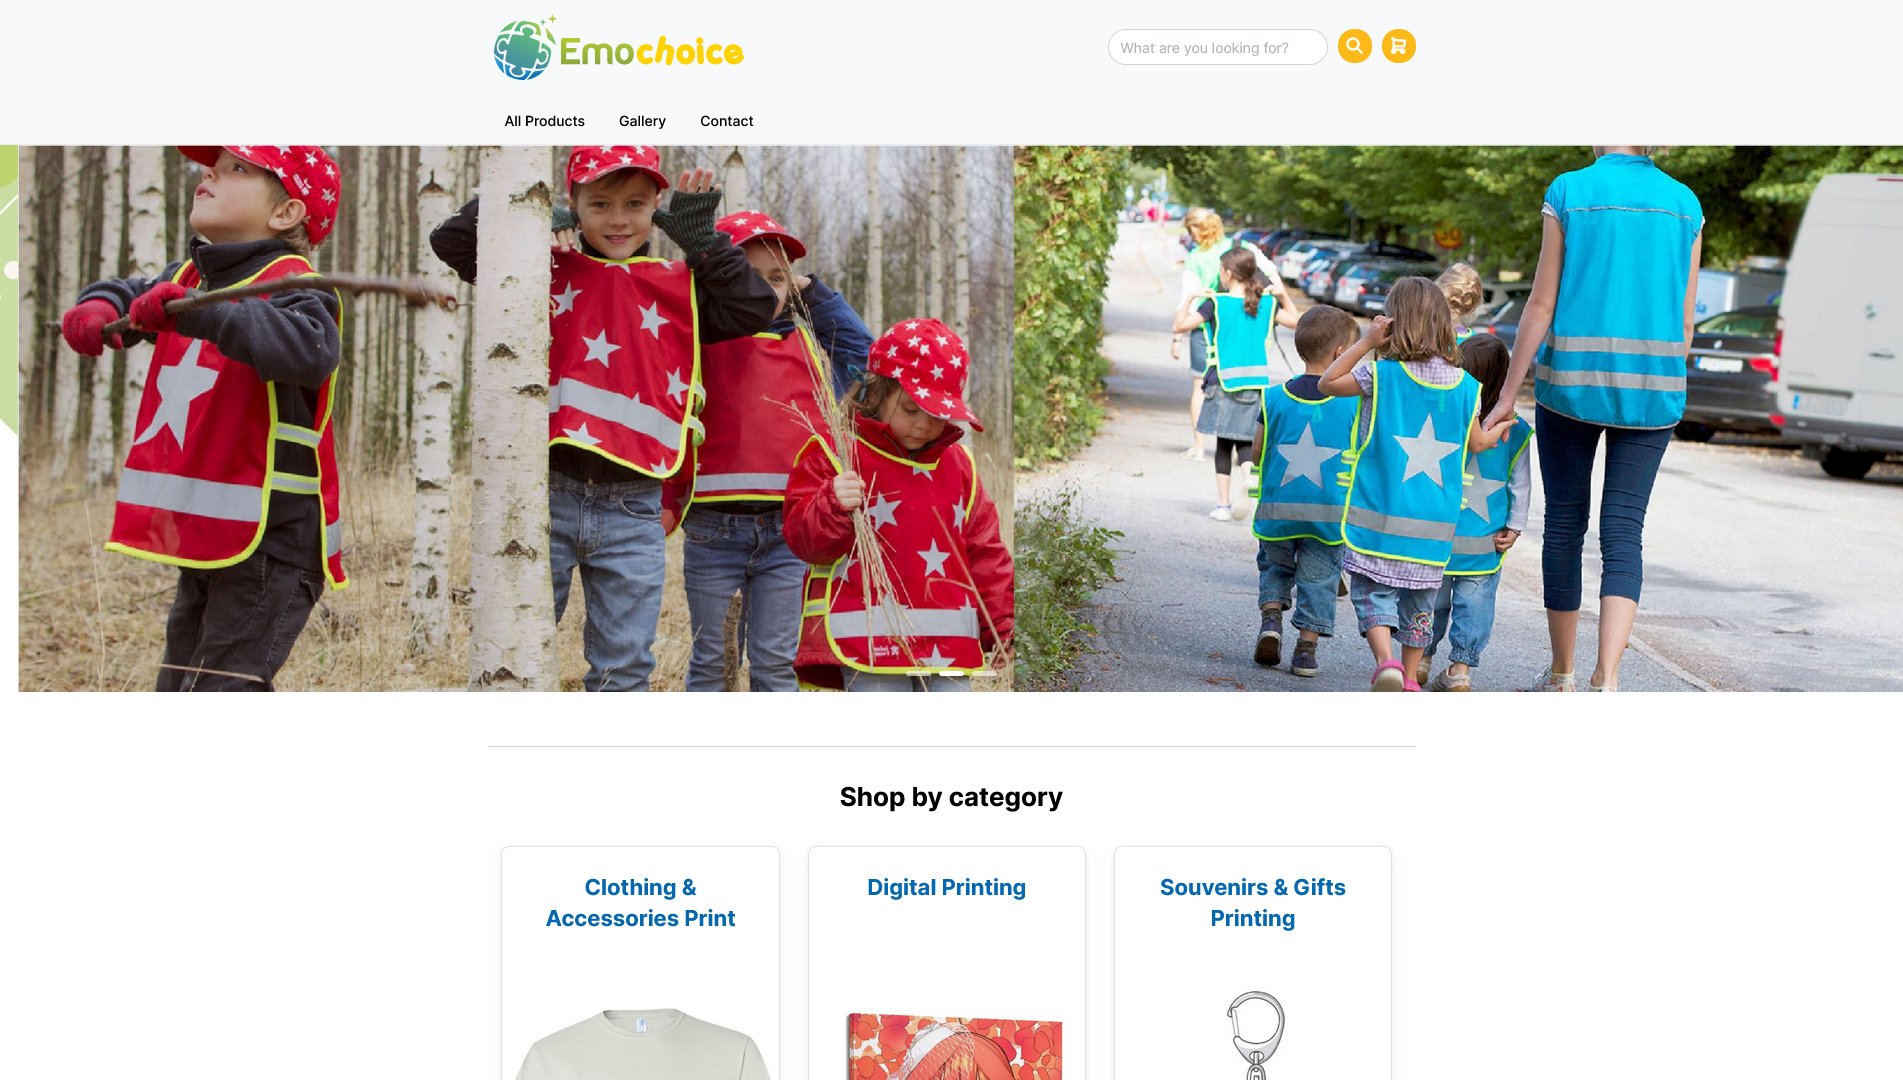 Emochoice
What are you looking for?
All Products
Gallery
Contact
Shop by category
Clothing &
Accessories Print
Digital Printing
Souvenirs & Gifts
Printing